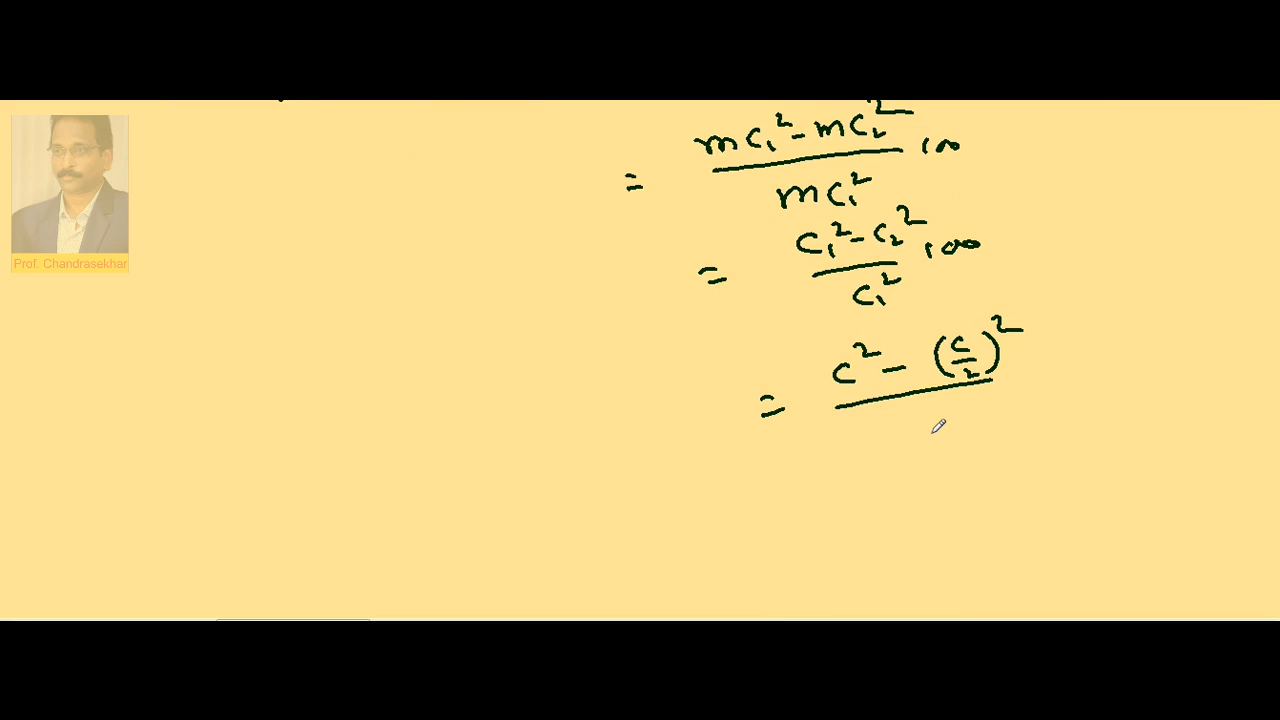 Prof. Chandrasekhar
= (mc₁² - mc₂²) / mc₁² 100
= (c₁² - c₂²) / c₁² 100
= c² - (c/2)²